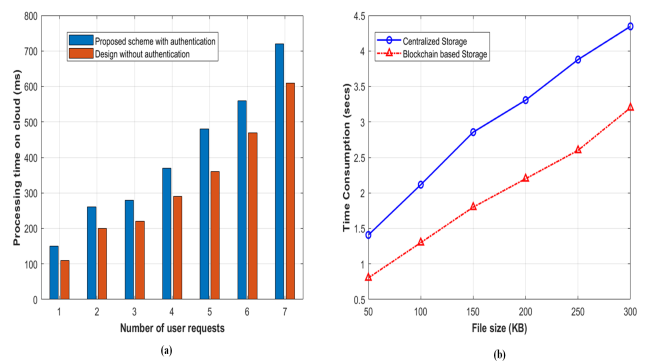 800
700
600
500
400
300
200
100
0
Processing time on cloud (ms)
Proposed scheme with authentication
Design without authentication
1 2 3 4 5 6 7
Number of user requests
(a)
4.5
4
3.5
3
2.5
2
1.5
1
0.5
Time Consumption (secs)
Centralized Storage
Blockchain based Storage
50 100 150 200 250 300
File size (KB)
(b)